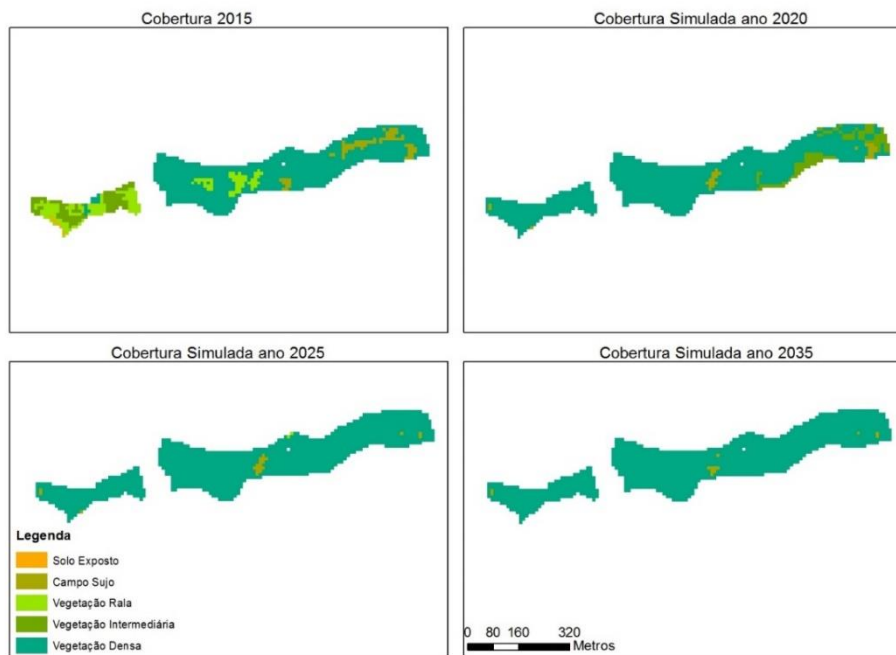 Cobertura 2015
Cobertura Simulada ano 2020
Cobertura Simulada ano 2025
Cobertura Simulada ano 2035
Legenda
Solo Exposto
Campo Sujo
Vegetação Rala
Vegetação Intermediária
Vegetação Densa
0 80 160 320
Metros